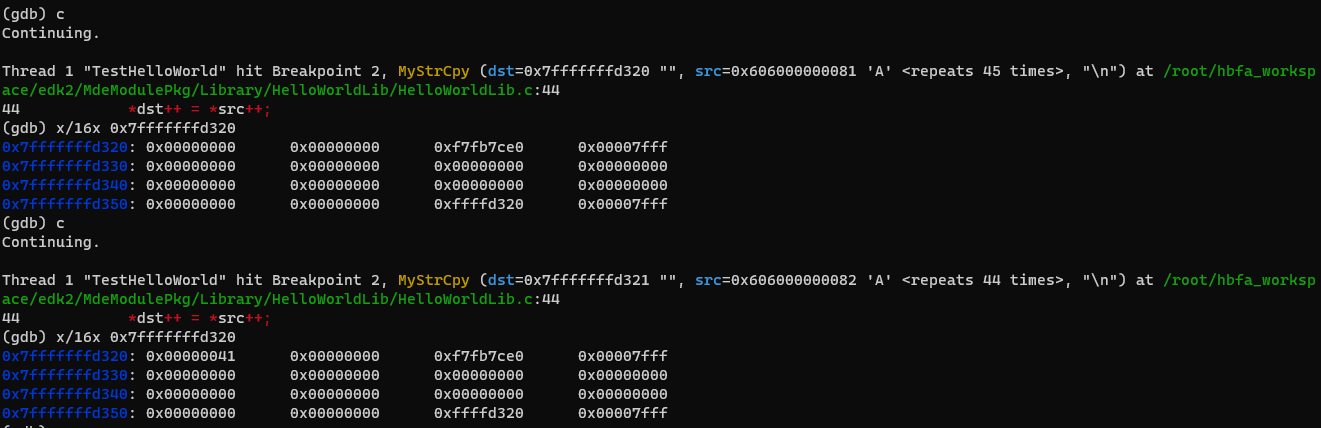 (gdb) c
Continuing.
Thread 1 "TestHelloWorld" hit Breakpoint 2, MyStrCpy (dst=0x7fffffffd320 "", src=0x606000000081 'A' <repeats 45 times>, "\n") at /root/hbfa_worksp
ace/edk2/MdeModulePkg/Library/HelloWorldLib/HelloWorldLib.c:44
44 *dst++ = *src++;
(gdb) x/16x 0x7fffffffd320
0x7fffffffd320: 0x00000000 0x00000000 0xf7fb7ce0 0x00007fff
0x7fffffffd330: 0x00000000 0x00000000 0x00000000 0x00000000
0x7fffffffd340: 0x00000000 0x00000000 0x00000000 0x00000000
0x7fffffffd350: 0x00000000 0x00000000 0xffffd320 0x00007fff
(gdb) c
Continuing.
Thread 1 "TestHelloWorld" hit Breakpoint 2, MyStrCpy (dst=0x7fffffffd321 "", src=0x606000000082 'A' <repeats 44 times>, "\n") at /root/hbfa_worksp
ace/edk2/MdeModulePkg/Library/HelloWorldLib/HelloWorldLib.c:44
44 *dst++ = *src++;
(gdb) x/16x 0x7fffffffd320
0x7fffffffd320: 0x00000041 0x00000000 0xf7fb7ce0 0x00007fff
0x7fffffffd330: 0x00000000 0x00000000 0x00000000 0x00000000
0x7fffffffd340: 0x00000000 0x00000000 0x00000000 0x00000000
0x7fffffffd350: 0x00000000 0x00000000 0xffffd320 0x00007fff